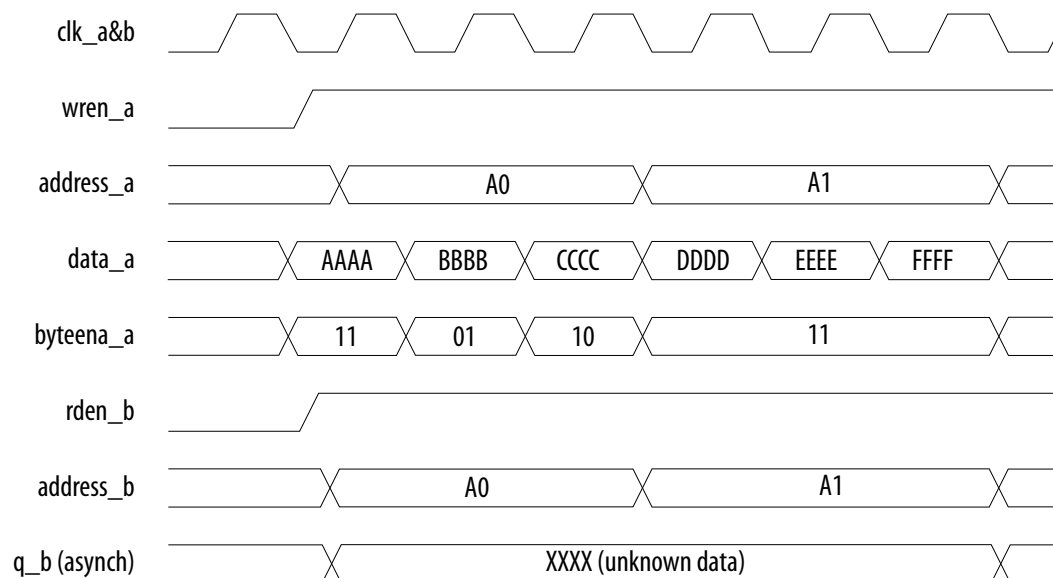 clk_a&b
wren_a
address_a A0 A1
data_a AAAA BBBB CCCC DDDD EEEE FFFF
byteena_a 11 01 10 11
rden_b
address_b A0 A1
q_b (asynch) XXXX (unknown data)